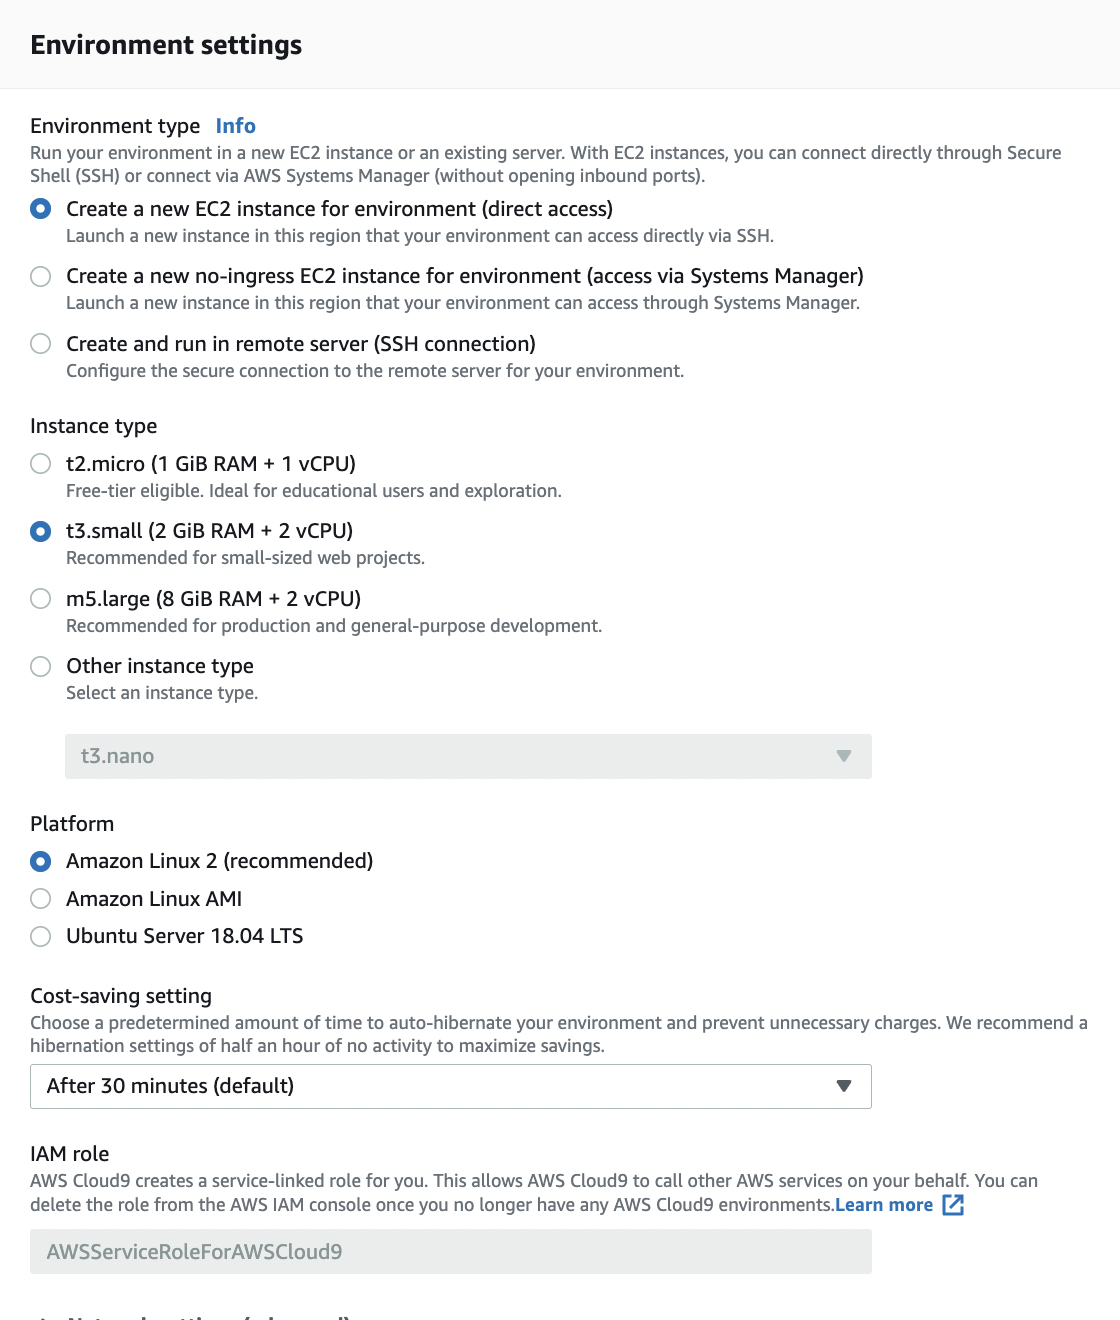 Environment settings
Environment type Info
Run your environment in a new EC2 instance or an existing server. With EC2 instances, you can connect directly through Secure
Shell (SSH) or connect via AWS Systems Manager (without opening inbound ports).
Create a new EC2 instance for environment (direct access)
Launch a new instance in this region that your environment can access directly via SSH.
Create a new no-ingress EC2 instance for environment (access via Systems Manager)
Launch a new instance in this region that your environment can access through Systems Manager.
Create and run in remote server (SSH connection)
Configure the secure connection to the remote server for your environment.
Instance type
t2.micro (1 GiB RAM + 1 vCPU)
Free-tier eligible. Ideal for educational users and exploration.
t3.small (2 GiB RAM + 2 vCPU)
Recommended for small-sized web projects.
m5.large (8 GiB RAM + 2 vCPU)
Recommended for production and general-purpose development.
Other instance type
Select an instance type.
t3.nano
Platform
Amazon Linux 2 (recommended)
Amazon Linux AMI
Ubuntu Server 18.04 LTS
Cost-saving setting
Choose a predetermined amount of time to auto-hibernate your environment and prevent unnecessary charges. We recommend a
hibernation settings of half an hour of no activity to maximize savings.
After 30 minutes (default)
IAM role
AWS Cloud9 creates a service-linked role for you. This allows AWS Cloud9 to call other AWS services on your behalf. You can
delete the role from the AWS IAM console once you no longer have any AWS Cloud9 environments.Learn more
AWSServiceRoleForAWSCloud9